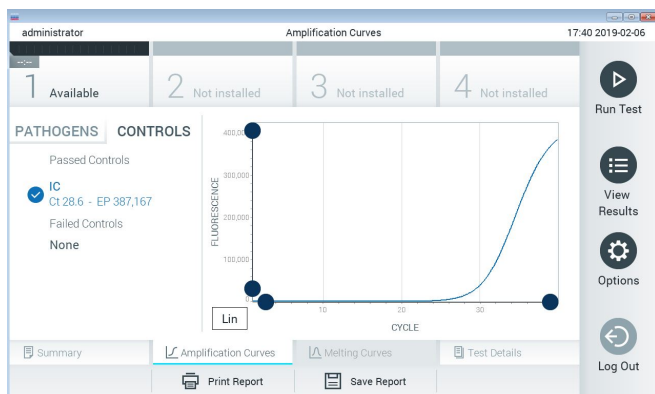 administrator
Amplification Curves
17:40 2019-02-06
--:--
1 Available
2 Not installed
3 Not installed
4 Not installed
Run Test
View
Results
Options
Log Out
PATHOGENS CONTROLS
Passed Controls
IC
Ct 28.6 - EP 387,167
Failed Controls
None
400,00
300,000
200,000
100,000
0
FLUORESCENCE
10
20
30
CYCLE
Lin
Summary
Amplification Curves
Melting Curves
Test Details
Print Report
Save Report